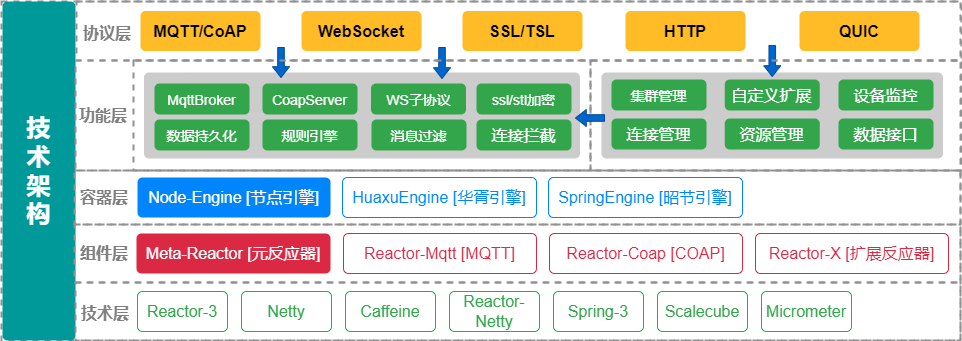 技术架构
协议层
MQTT/CoAP
WebSocket
SSL/TSL
HTTP
QUIC
功能层
MqttBroker
CoapServer
WS子协议
ssl/stl加密
数据持久化
规则引擎
消息过滤
连接拦截
集群管理
自定义扩展
设备监控
连接管理
资源管理
数据接口
容器层
Node-Engine [节点引擎]
HuaxuEngine [华胥引擎]
SpringEngine [昭节引擎]
组件层
Meta-Reactor [元反应器]
Reactor-Mqtt [MQTT]
Reactor-Coap [COAP]
Reactor-X [扩展反应器]
技术层
Reactor-3
Netty
Caffeine
Reactor-
Netty
Spring-3
Scalecube
Micrometer